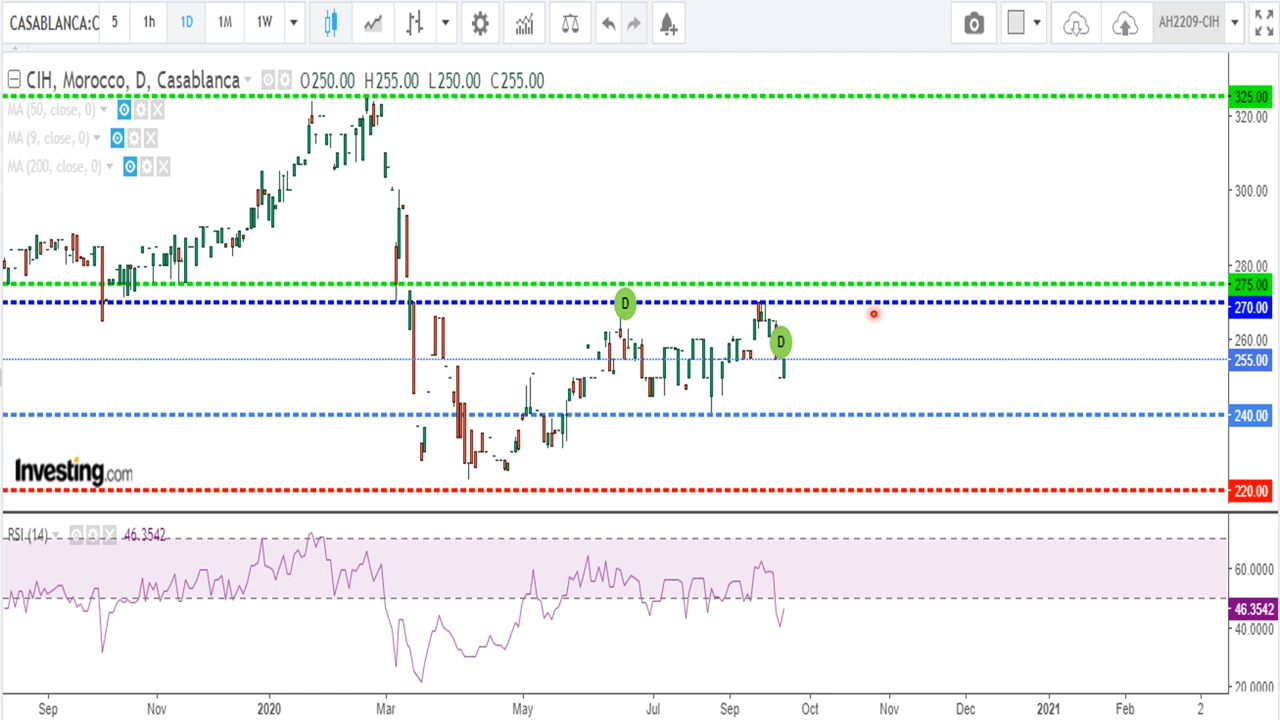 CASABLANCA:C 5 1h 1D 1M 1W AH2209-CIH
CIH, Morocco, D, Casablanca O250.00 H255.00 L250.00 C255.00
MA (50, close, 0)
MA (9, close, 0)
MA (200, close, 0)
325.00
320.00
300.00
280.00
275.00
270.00
260.00
255.00
240.00
220.00
D
D
Investing.com
RSI (14) 46.3542
60.0000
46.3542
40.0000
20.0000
Sep Nov 2020 Mar May Jul Sep Oct Nov Dec 2021 Feb 2